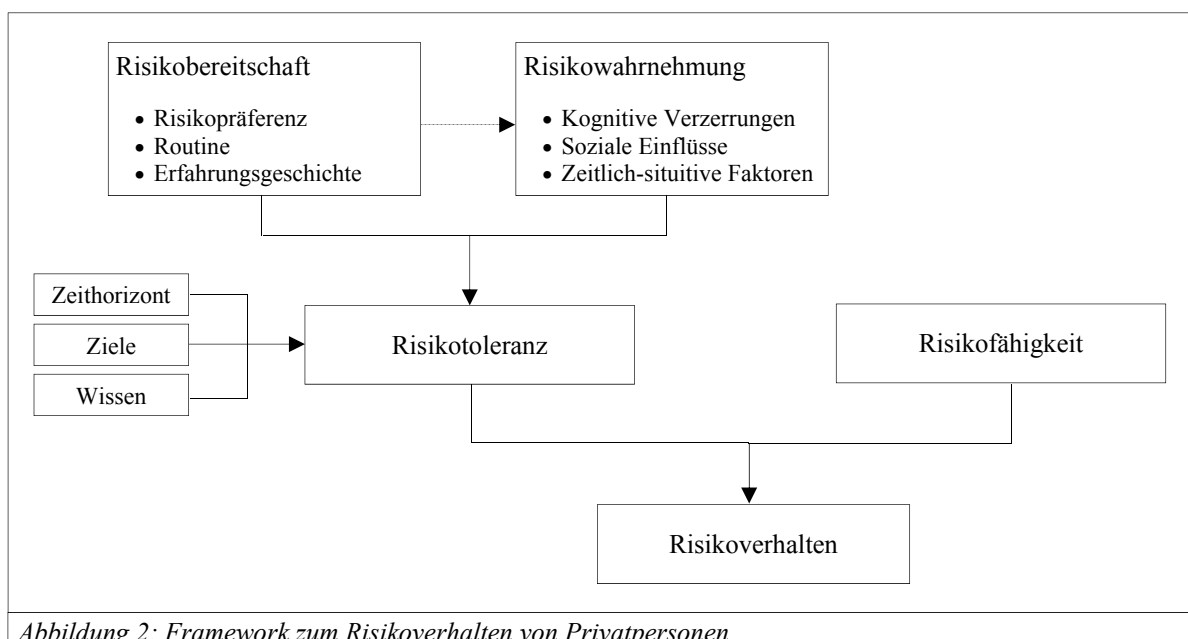 Risikobereitschaft
• Risikopräferenz
• Routine
• Erfahrungsgeschichte
Risikowahrnehmung
• Kognitive Verzerrungen
• Soziale Einflüsse
• Zeitlich-situitive Faktoren
Zeithorizont
Ziele
Wissen
Risikotoleranz
Risikofähigkeit
Risikoverhalten
Abbildung 2: Framework zum Risikoverhalten von Privatpersonen